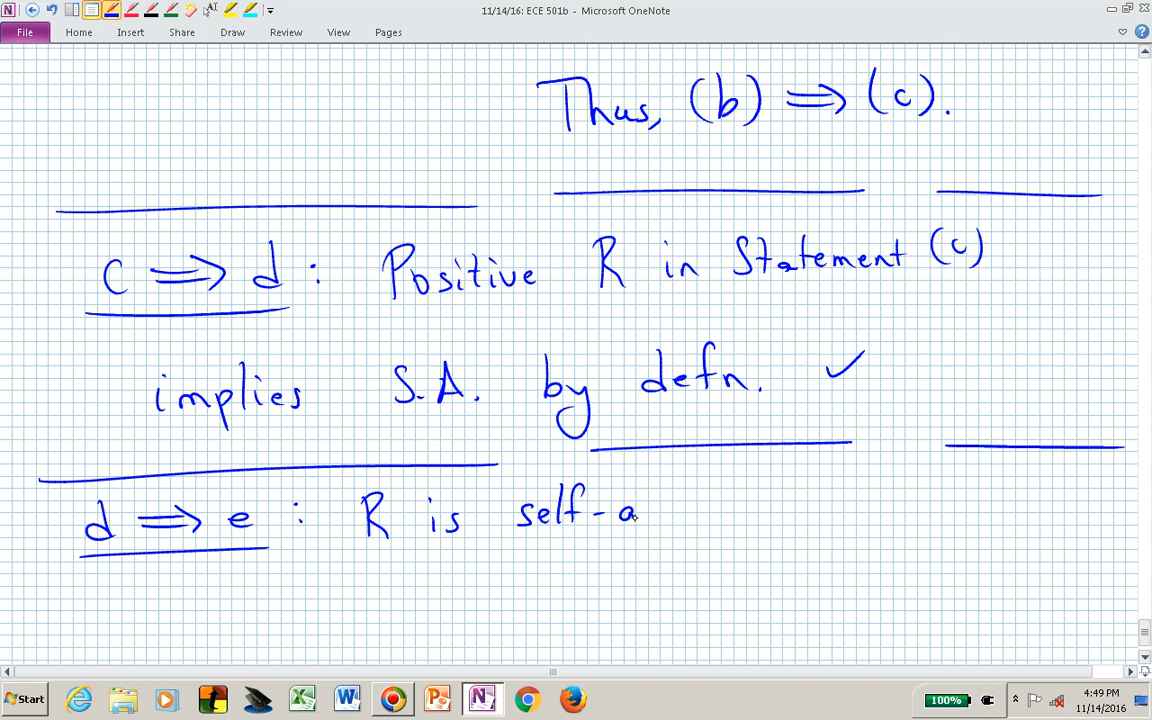 11/14/16: ECE 501b - Microsoft OneNote
File Home Insert Share Draw Review View Pages
Thus, (b) ⟹ (c).
c ⟹ d : Positive R in Statement (c)
implies S.A. by defn. ✓
d ⟹ e : R is self-a
Start
100%
4:49 PM
11/14/2016